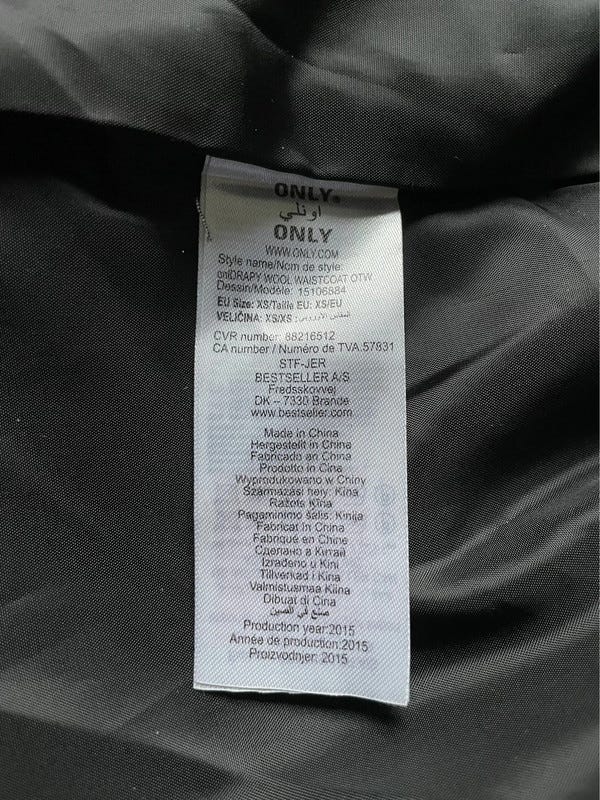 ONLY®
اونلي
ONLY
WWW.ONLY.COM
Style name/Nom de style:
onlDRAPY WOOL WAISTCOAT OTW
Dessin/Modèle: 15106884
EU Size: XS/Taille EU: XS/EU
VELIČINA: XS/XS : المقاس الأوروبي
CVR number: 88216512
CA number / Numéro de TVA:57831
STF-JER
BESTSELLER A/S
Fredsskovvej
DK – 7330 Brande
www.bestseller.com
Made in China
Hergestellt in China
Fabricado en China
Prodotto in Cina
Wyprodukowano w Chiny
Származási hely: Kína
Ražots Ķīna
Pagaminimo šalis: Kinija
Fabricat în China
Fabriqué en Chine
Сделано в Китай
Izrađeno u Kini
Tillverkad i Kina
Valmistusmaa Kiina
Dibuat di Cina
صنع في الصين
Production year:2015
Année de production:2015
Proizvodnjer: 2015